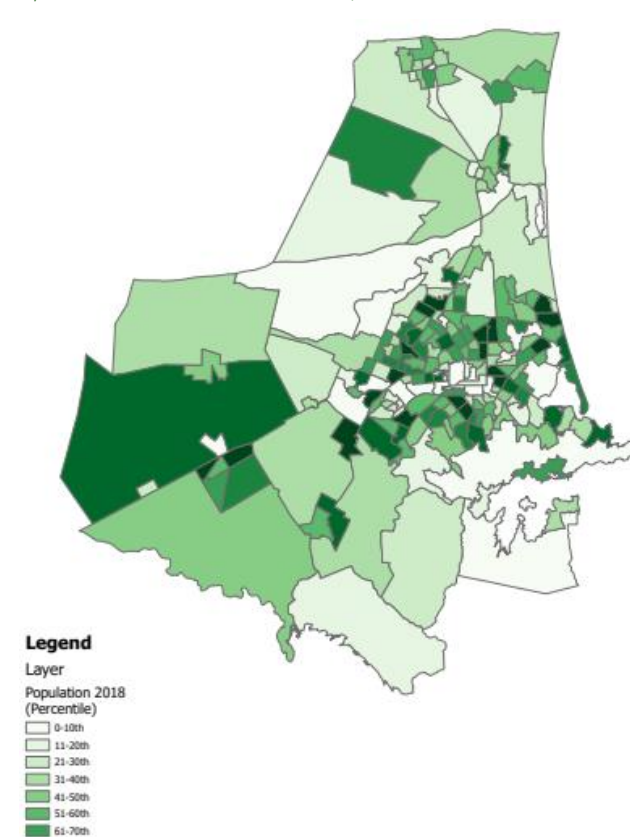 Legend
Layer
Population 2018
(Percentile)
0-10th
11-20th
21-30th
31-40th
41-50th
51-60th
61-70th